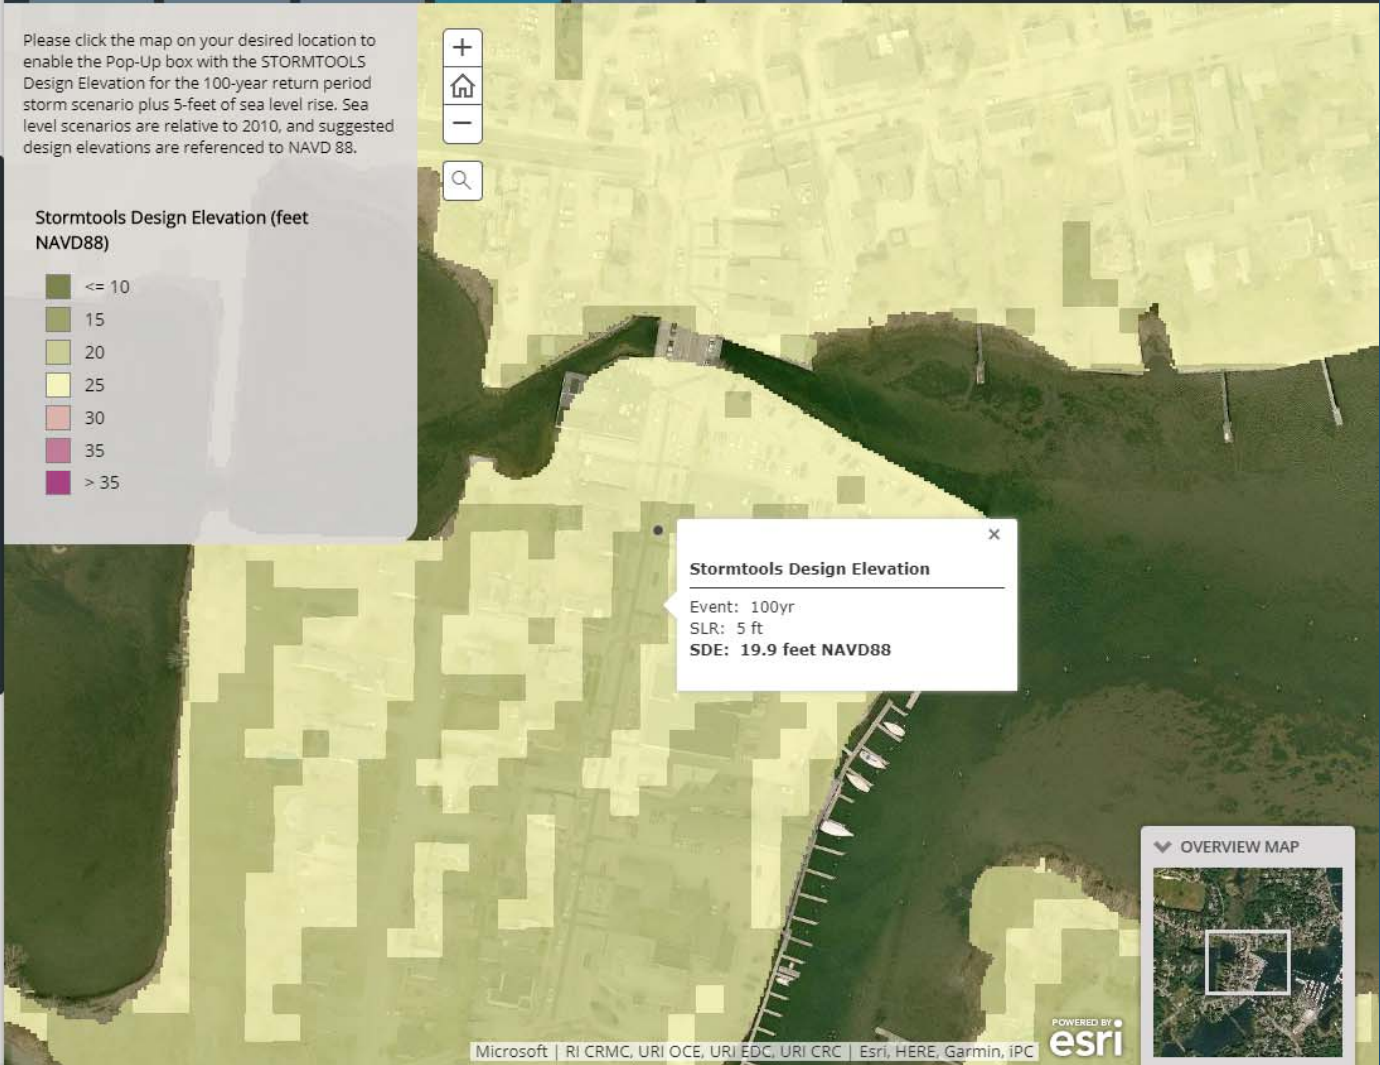 Please click the map on your desired location to
enable the Pop-Up box with the STORMTOOLS
Design Elevation for the 100-year return period
storm scenario plus 5-feet of sea level rise. Sea
level scenarios are relative to 2010, and suggested
design elevations are referenced to NAVD 88.
Stormtools Design Elevation (feet
NAVD88)
<= 10
15
20
25
30
35
> 35
Stormtools Design Elevation
Event: 100yr
SLR: 5 ft
SDE: 19.9 feet NAVD88
OVERVIEW MAP
POWERED BY
esri
Microsoft | RI CRMC, URI OCE, URI EDC, URI CRC | Esri, HERE, Garmin, iPC